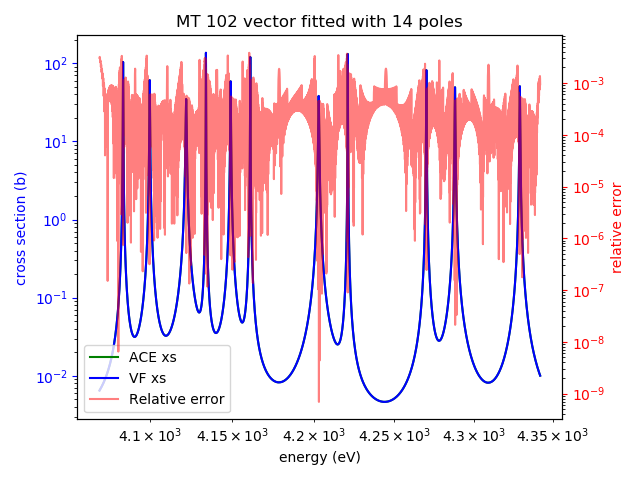 MT 102 vector fitted with 14 poles
cross section (b)
10²
10¹
10⁰
10⁻¹
10⁻²
10⁻³
10⁻⁴
10⁻⁵
10⁻⁶
10⁻⁷
10⁻⁸
10⁻⁹
relative error
ACE xs
VF xs
Relative error
4.1 × 10³ 4.15 × 10³ 4.2 × 10³ 4.25 × 10³ 4.3 × 10³ 4.35 × 10³
energy (eV)